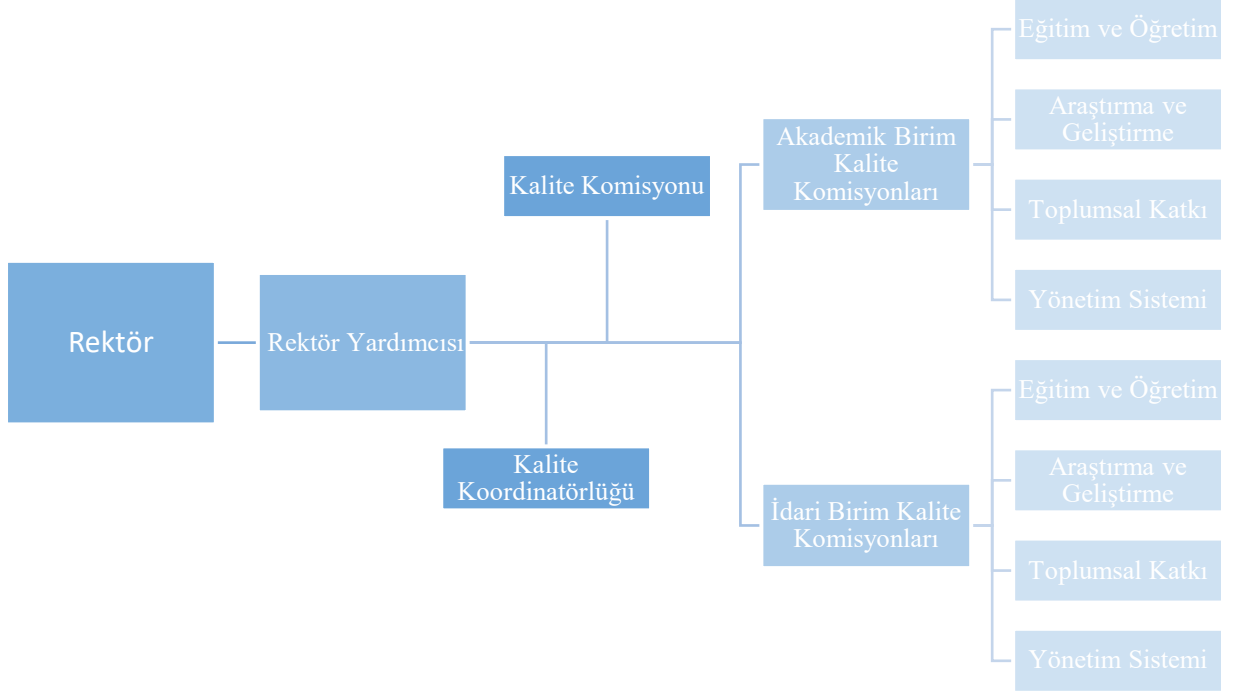 Rektör
Rektör Yardımcısı
Kalite Komisyonu
Kalite
Koordinatörlüğü
Akademik Birim
Kalite
Komisyonları
Eğitim ve Öğretim
Araştırma ve
Geliştirme
Toplumsal Katkı
Yönetim Sistemi
İdari Birim Kalite
Komisyonları
Eğitim ve Öğretim
Araştırma ve
Geliştirme
Toplumsal Katkı
Yönetim Sistemi